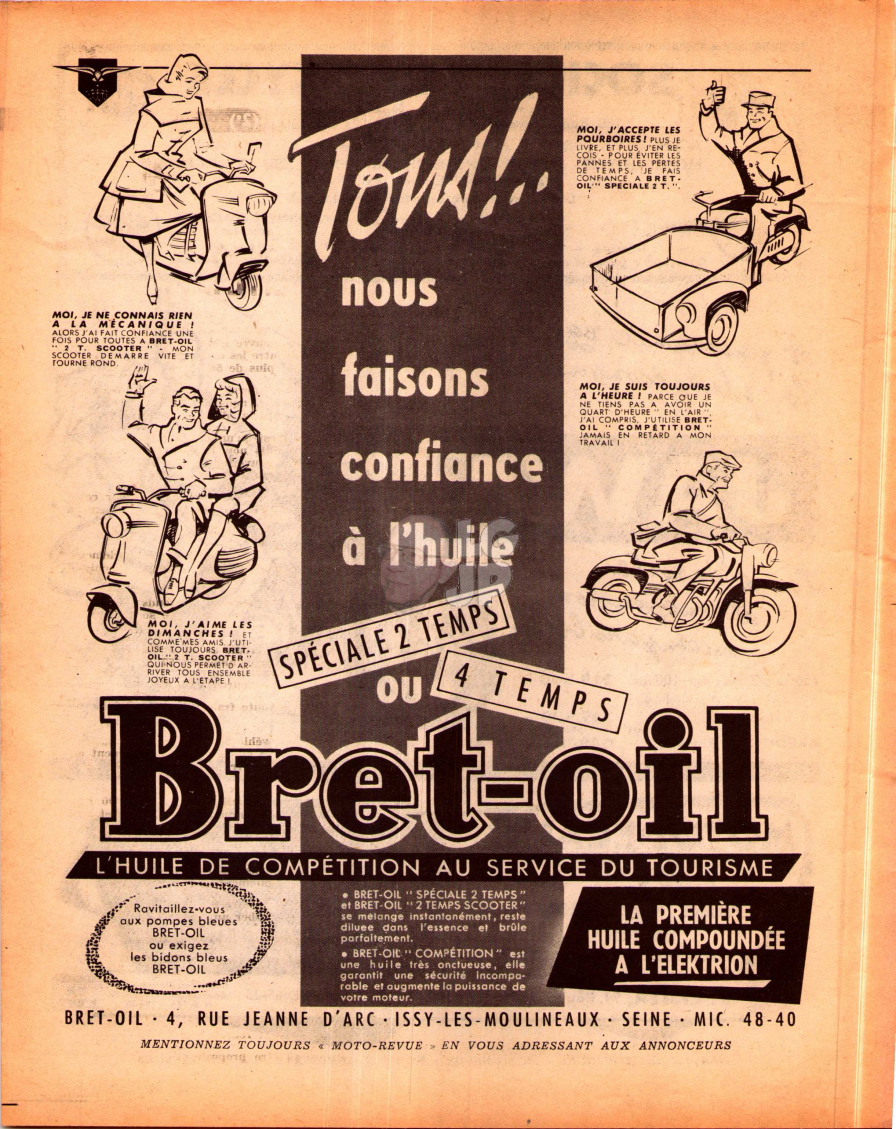 Tous!...
nous
faisons
confiance
à l'huile
SPÉCIALE 2 TEMPS
ou
4 TEMPS
Bret-oil
L'HUILE DE COMPÉTITION AU SERVICE DU TOURISME
MOI, JE NE CONNAIS RIEN
A LA MÉCANIQUE !
ALORS J'AI FAIT CONFIANCE UNE
FOIS POUR TOUTES A BRET-OIL
" 2 T. SCOOTER " - MON
SCOOTER DEMARRE VITE ET
TOURNE ROND.
MOI, J'ACCEPTE LES
POURBOIRES ! PLUS JE
LIVRE, ET PLUS J'EN RE-
ÇOIS - POUR ÉVITER LES
PANNES ET LES PERTES
DE TEMPS, JE FAIS
CONFIANCE A BRET-
OIL " SPECIALE 2 T. ".
MOI, J'AIME LES
DIMANCHES ! ET
COMME MES AMIS J'UTI-
LISE TOUJOURS BRET-
OIL " 2 T. SCOOTER "
QUI NOUS PERMET D'AR-
RIVER TOUS ENSEMBLE
JOYEUX A L'ETAPE !
MOI, JE SUIS TOUJOURS
A L'HEURE ! PARCE QUE JE
NE TIENS PAS A AVOIR UN
QUART D'HEURE " EN L'AIR ",
J'AI COMPRIS, J'UTILISE BRET-
OIL " COMPÉTITION "
JAMAIS EN RETARD A MON
TRAVAIL !
Ravitaillez-vous
aux pompes bleues
BRET-OIL
ou exigez
les bidons bleus
BRET-OIL
• BRET-OIL " SPÉCIALE 2 TEMPS "
et BRET-OIL " 2 TEMPS SCOOTER "
se mélange instantanément, reste
diluée dans l'essence et brûle
parfaitement.
• BRET-OIL " COMPÉTITION " est
une huile très onctueuse, elle
garantit une sécurité incompa-
rable et augmente la puissance de
votre moteur.
LA PREMIÈRE
HUILE COMPOUNDÉE
A L'ELEKTRION
BRET-OIL · 4, RUE JEANNE D'ARC · ISSY-LES-MOULINEAUX · SEINE · MIC. 48-40
MENTIONNEZ TOUJOURS « MOTO-REVUE » EN VOUS ADRESSANT AUX ANNONCEURS